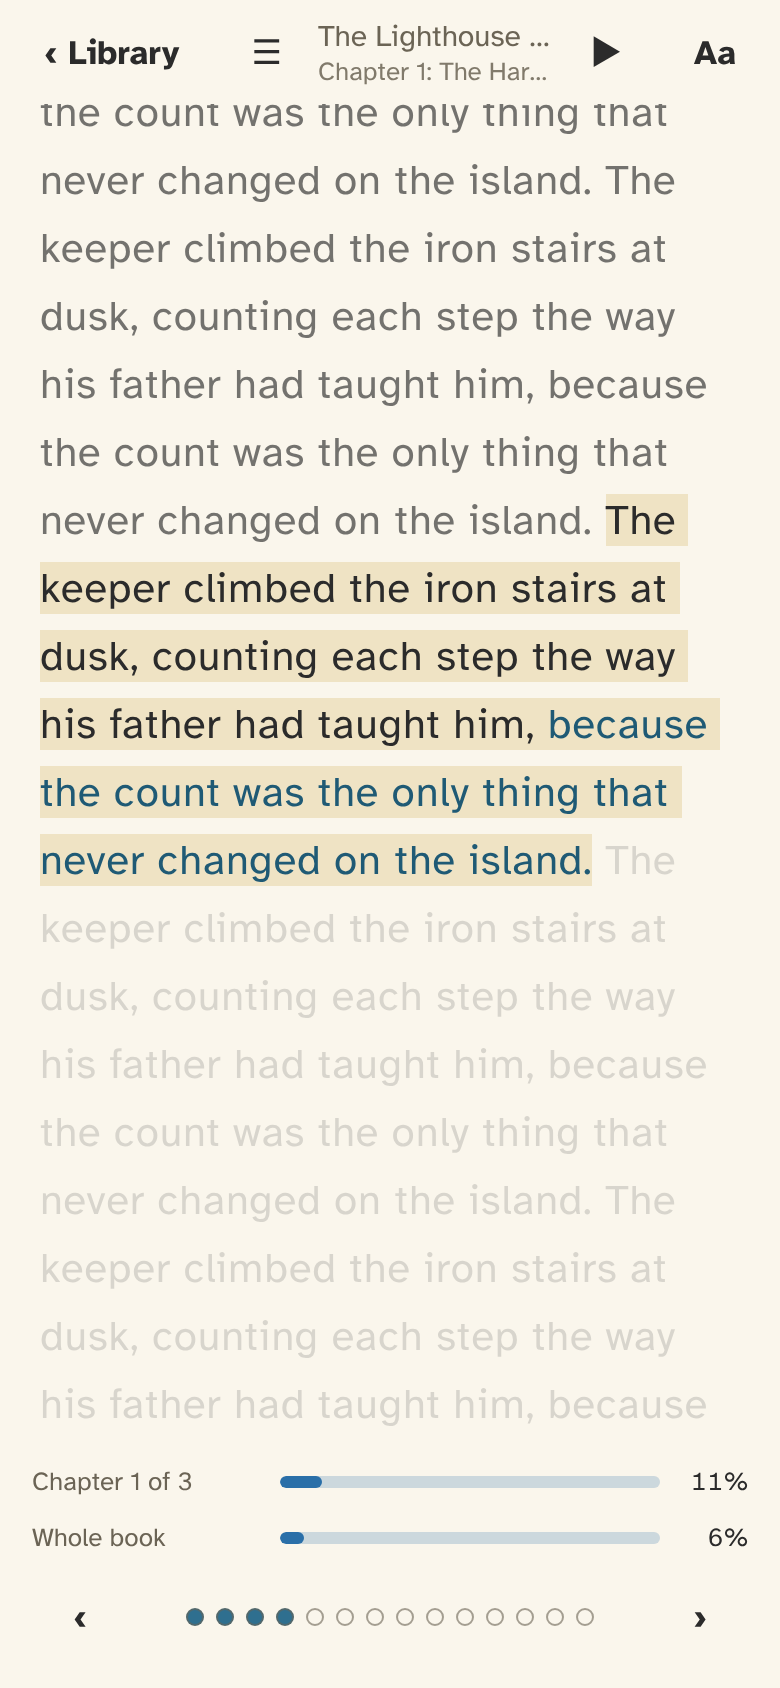 ‹ Library
☰
The Lighthouse ...
Chapter 1: The Har...
Aa
the count was the only thing that
never changed on the island. The
keeper climbed the iron stairs at
dusk, counting each step the way
his father had taught him, because
the count was the only thing that
never changed on the island. The
keeper climbed the iron stairs at
dusk, counting each step the way
his father had taught him, because
the count was the only thing that
never changed on the island. The
keeper climbed the iron stairs at
dusk, counting each step the way
his father had taught him, because
the count was the only thing that
never changed on the island. The
keeper climbed the iron stairs at
dusk, counting each step the way
his father had taught him, because
Chapter 1 of 3
11%
Whole book
6%
‹ ›